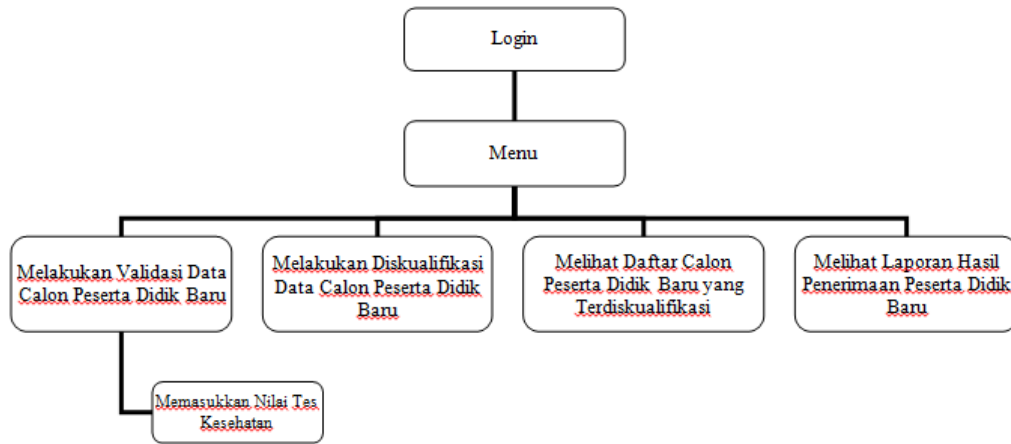 Login
Menu
Melakukan Validasi Data
Calon Peserta Didik Baru
Melakukan Diskualifikasi
Data Calon Peserta Didik
Baru
Melihat Daftar Calon
Peserta Didik Baru yang
Terdiskualifikasi
Melihat Laporan Hasil
Penerimaan Peserta Didik
Baru
Memasukkan Nilai Tes
Kesehatan